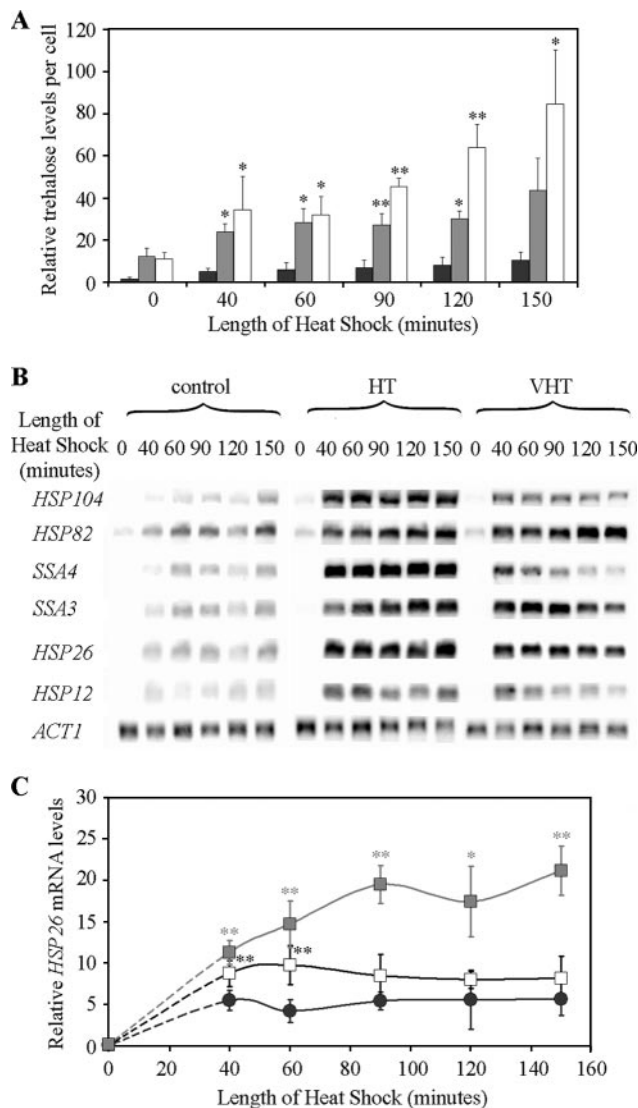 A
Relative trehalose levels per cell
120
100
80
60
40
20
0
* * * * ** ** * ** *
0 40 60 90 120 150
Length of Heat Shock (minutes)
B
control HT VHT
Length of
Heat Shock
(minutes)
0 40 60 90 120 150 0 40 60 90 120 150 0 40 60 90 120 150
HSP104
HSP82
SSA4
SSA3
HSP26
HSP12
ACT1
C
Relative HSP26 mRNA levels
30
25
20
15
10
5
0
** ** ** * **
** **
0 20 40 60 80 100 120 140 160
Length of Heat Shock (minutes)